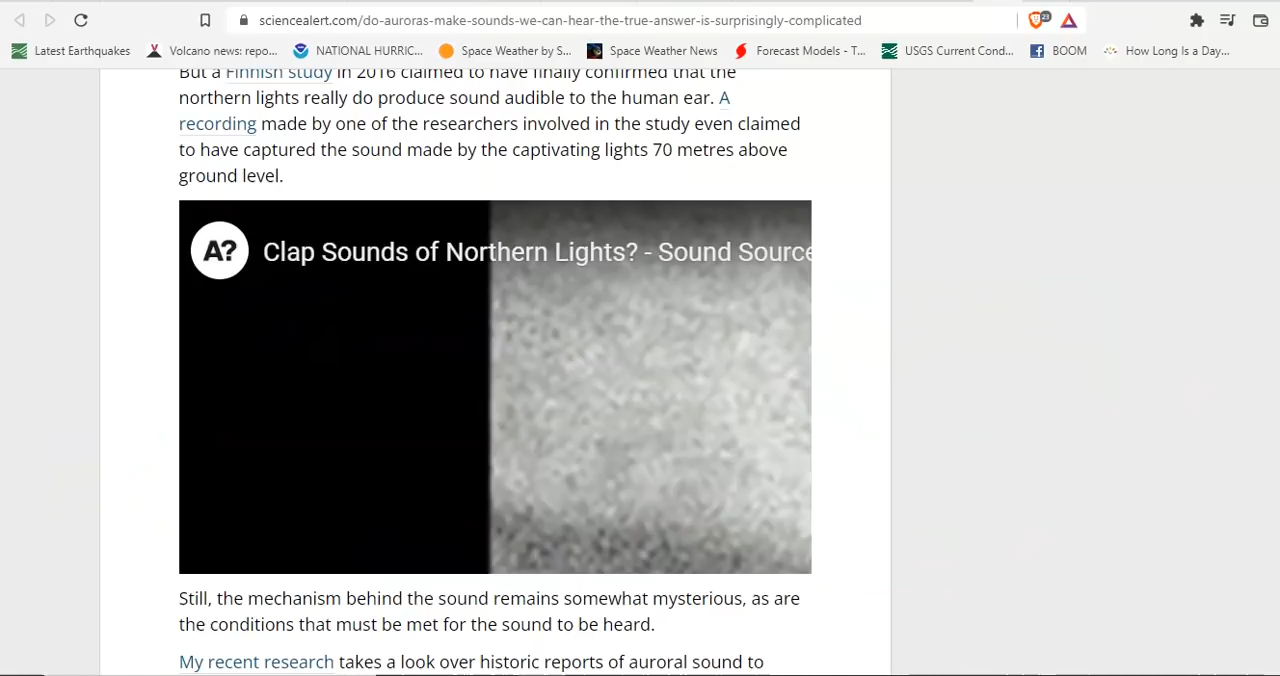 sciencealert.com/do-auroras-make-sounds-we-can-hear-the-true-answer-is-surprisingly-complicated
23
Latest Earthquakes Volcano news: repo... NATIONAL HURRIC... Space Weather by S... Space Weather News Forecast Models - T... USGS Current Cond... BOOM How Long Is a Day...
But a Finnish study in 2016 claimed to have finally confirmed that the
northern lights really do produce sound audible to the human ear. A
recording made by one of the researchers involved in the study even claimed
to have captured the sound made by the captivating lights 70 metres above
ground level.
A? Clap Sounds of Northern Lights? - Sound Source
Still, the mechanism behind the sound remains somewhat mysterious, as are
the conditions that must be met for the sound to be heard.
My recent research takes a look over historic reports of auroral sound to